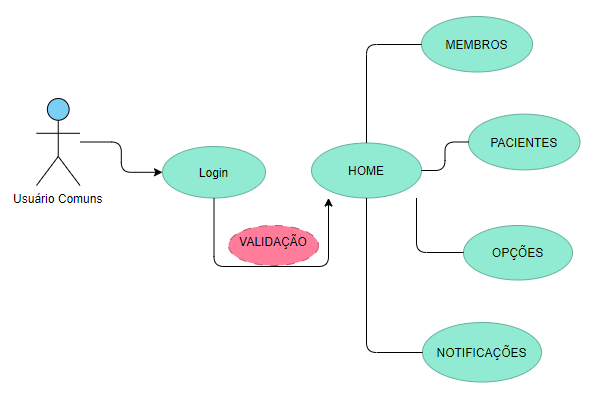 MEMBROS
PACIENTES
Login
HOME
Usuário Comuns
VALIDAÇÃO
OPÇÕES
NOTIFICAÇÕES